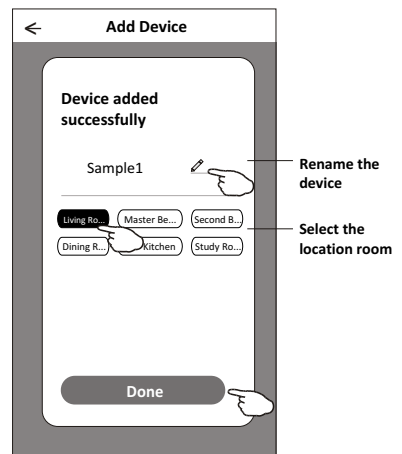 Add Device
Device added
successfully
Sample1
Rename the
device
Living Ro...
Master Be...
Second B...
Select the
location room
Dining R...
Kitchen
Study Ro...
Done